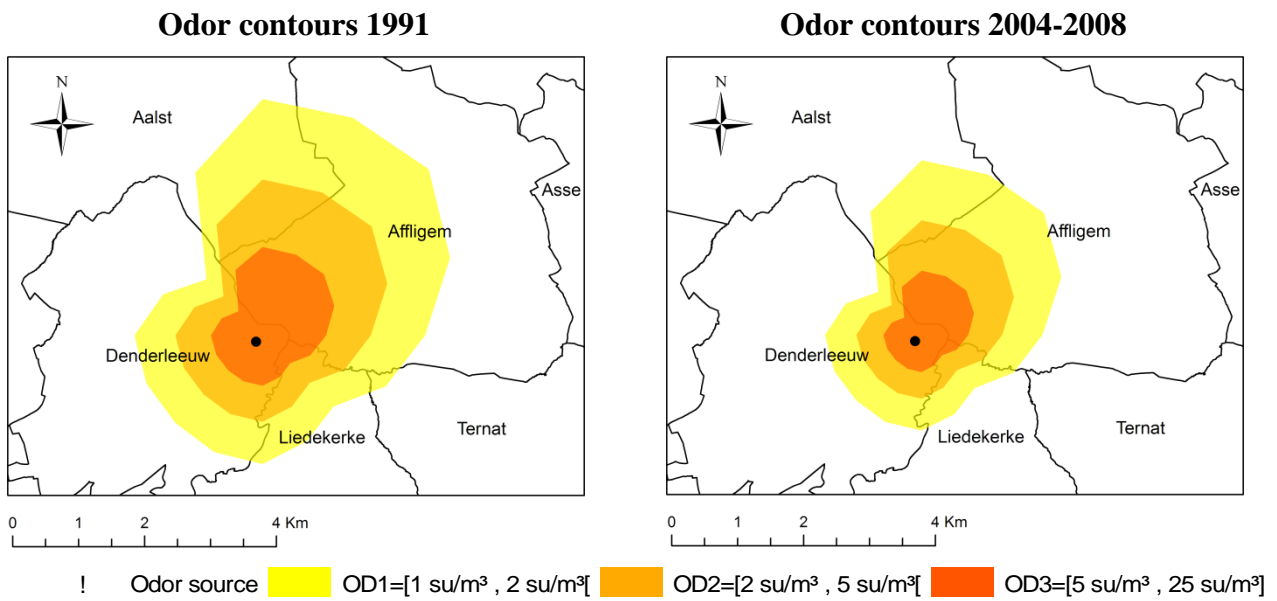 Odor contours 1991
Odor contours 2004-2008
N
Aalst
Asse
Affligem
Denderleeuw
Liedekerke
Ternat
0 1 2 4 Km
N
Aalst
Asse
Affligem
Denderleeuw
Liedekerke
Ternat
0 1 2 4 Km
! Odor source OD1=[1 su/m³ , 2 su/m³[ OD2=[2 su/m³ , 5 su/m³[ OD3=[5 su/m³ , 25 su/m³]